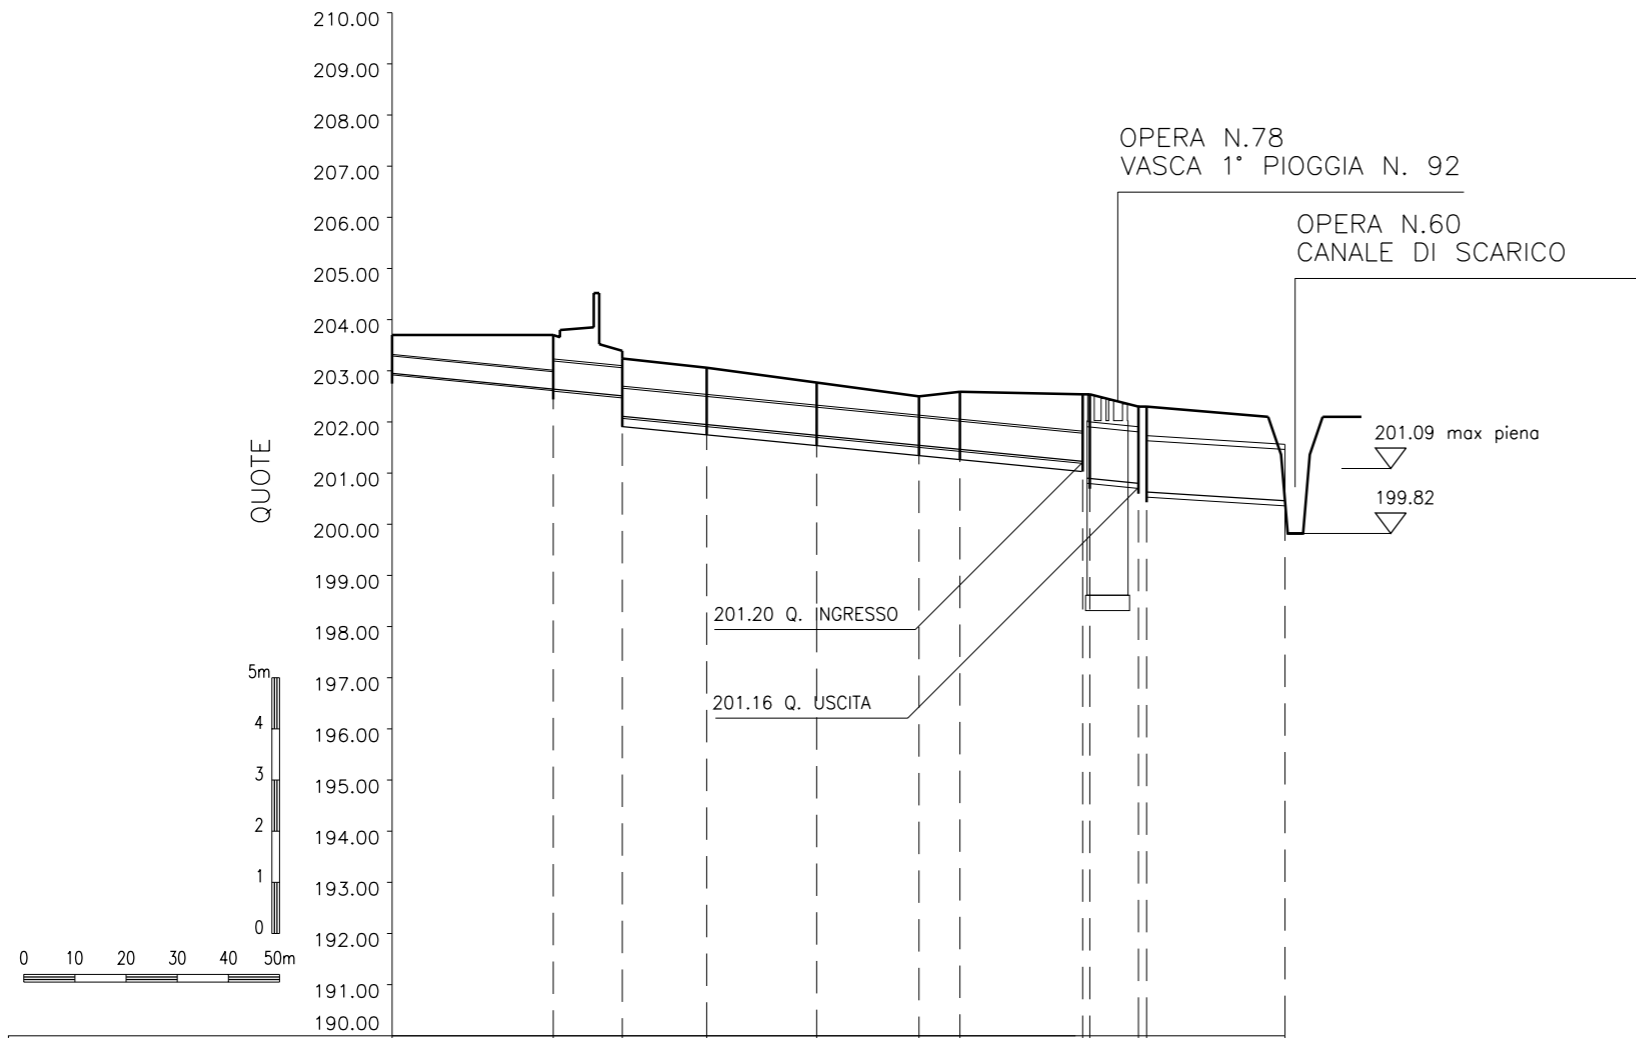 210.00
209.00
208.00
207.00
206.00
205.00
204.00
203.00
202.00
201.00
200.00
199.00
198.00
197.00
196.00
195.00
194.00
193.00
192.00
191.00
190.00
QUOTE
OPERA N.78
VASCA 1° PIOGGIA N. 92
OPERA N.60
CANALE DI SCARICO
201.09 max piena
199.82
201.20 Q. INGRESSO
201.16 Q. USCITA
5m
4
3
2
1
0
0 10 20 30 40 50m